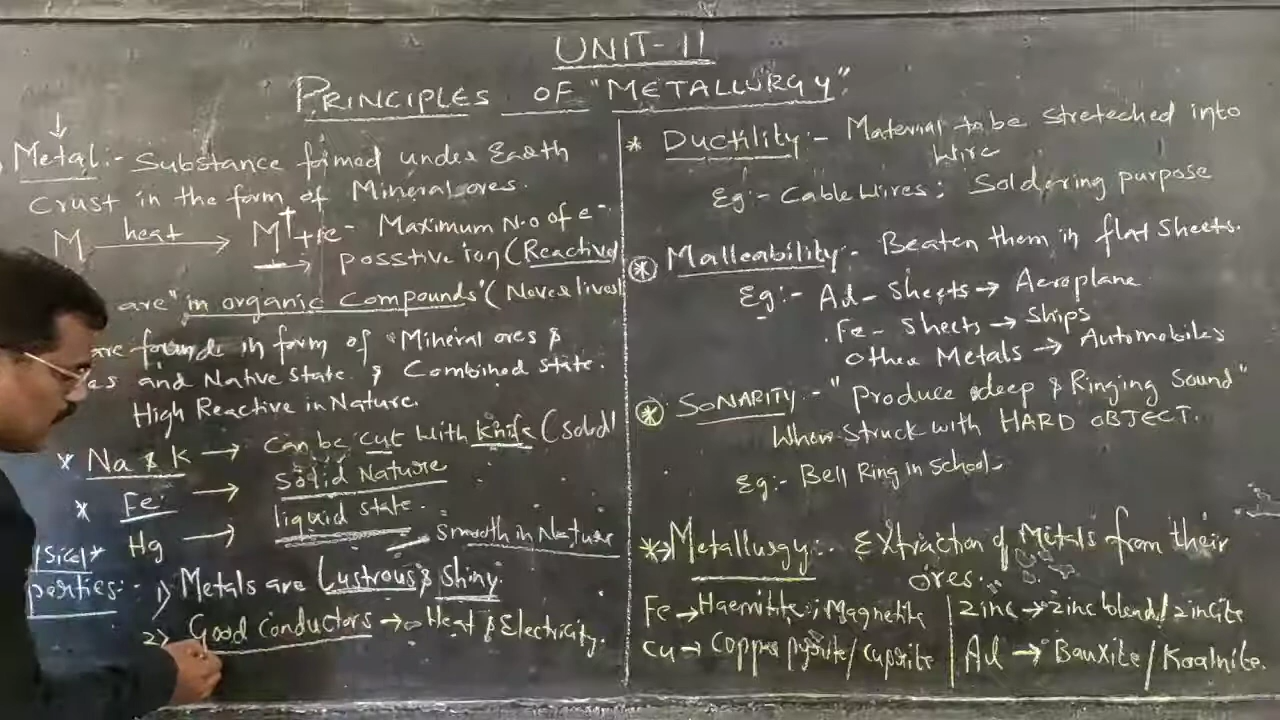 UNIT-II
PRINCIPLES OF "METALLURGY"
Metal:- Substance formed under Earth
Crust in the form of Mineral ores.
M heat → M⁺+1e- Maximum N.o of e-
posstive ion (Reactive)
are "in organic Compounds" (Never lives)
are found in form of Mineral ores &
es and Native state & Combined state.
High Reactive in Nature.
* Na & K → Can be cut with knife (solid)
* Fe → solid Nature
Hg → liquid state. Smooth in Nature
/sical*
perties:- 1) Metals are Lustrous & Shiny
2) Good conductors → Heat & Electricity.
* Ductility:- Material to be streteched into
Wire
Eg:- Cable Wires; Soldering purpose
* Malleability:- Beaten them in flat sheets.
Eg:- Al- Sheets → Aeroplane
Fe- Sheets → Ships
Other Metals → Automobiles
* SONARITY- "Produce deep & Ringing Sound"
When Struck with HARD OBJECT.
Eg:- Bell Ring in School-
*→ Metallurgy:- Extraction of Metals from their
ores.
Fe → Haemitite; Magnetite
Cu → Copper pyrite/Cuprite
Zinc → Zinc blend/zincite
Al → Bauxite/Koalnite.